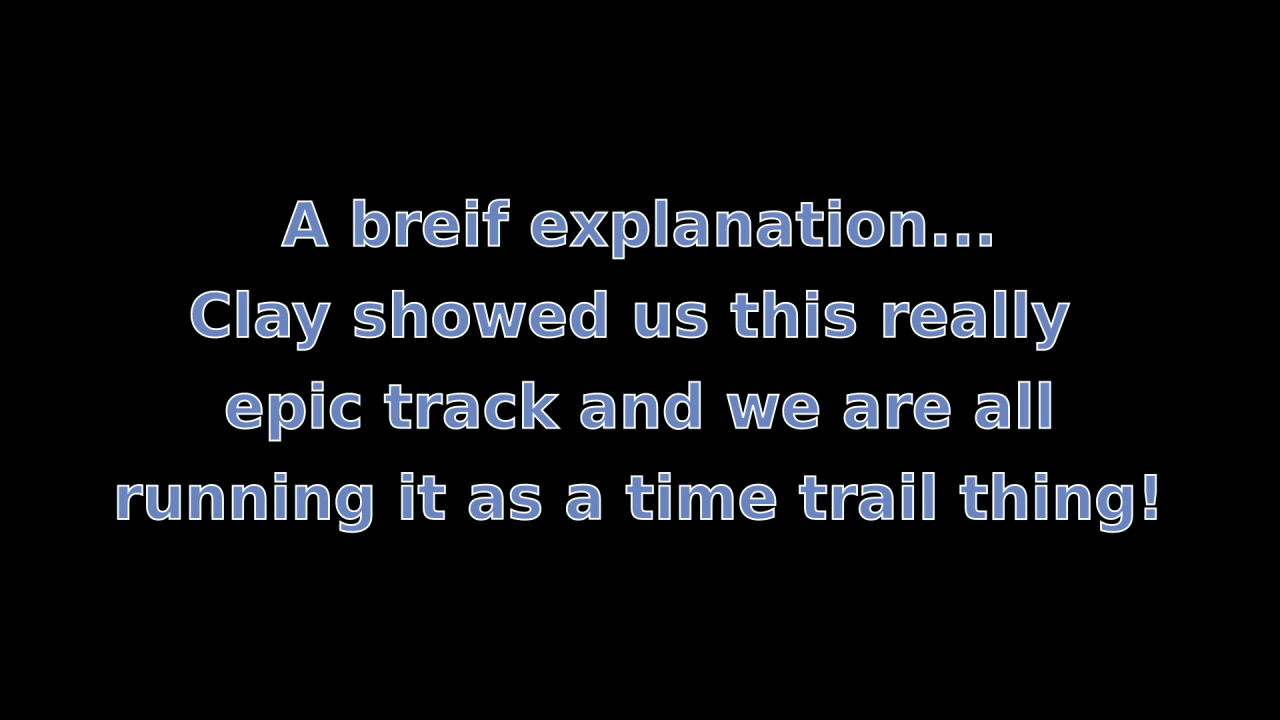 A breif explanation...
Clay showed us this really
epic track and we are all
running it as a time trail thing!